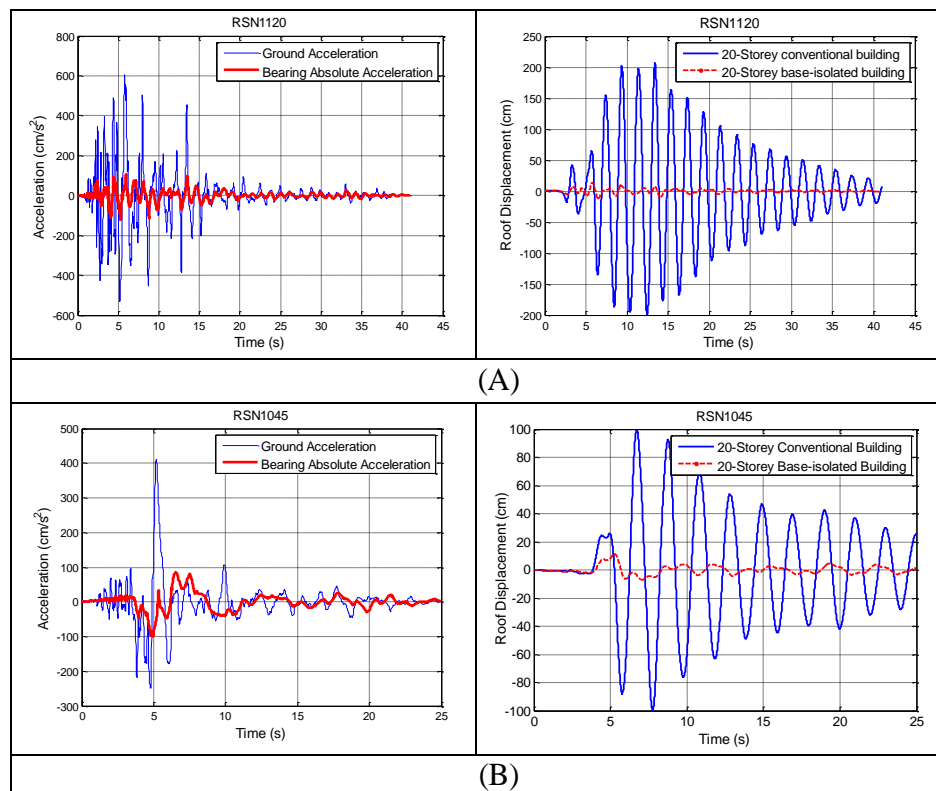 RSN1120
800
600
400
200
0
-200
-400
-600
Acceleration (cm/s²)
Ground Acceleration
Bearing Absolute Acceleration
0 5 10 15 20 25 30 35 40 45
Time (s)
RSN1120
250
200
150
100
50
0
-50
-100
-150
-200
Roof Displacement (cm)
20-Storey conventional building
20-Storey base-isolated building
0 5 10 15 20 25 30 35 40 45
Time (s)
(A)
RSN1045
500
400
300
200
100
0
-100
-200
-300
Acceleration (cm/s²)
Ground Acceleration
Bearing Absolute Acceleration
0 5 10 15 20 25
Time (s)
RSN1045
100
80
60
40
20
0
-20
-40
-60
-80
-100
Roof Displacement (cm)
20-Storey Conventional Building
20-Storey Base-isolated Building
0 5 10 15 20 25
Time (s)
(B)